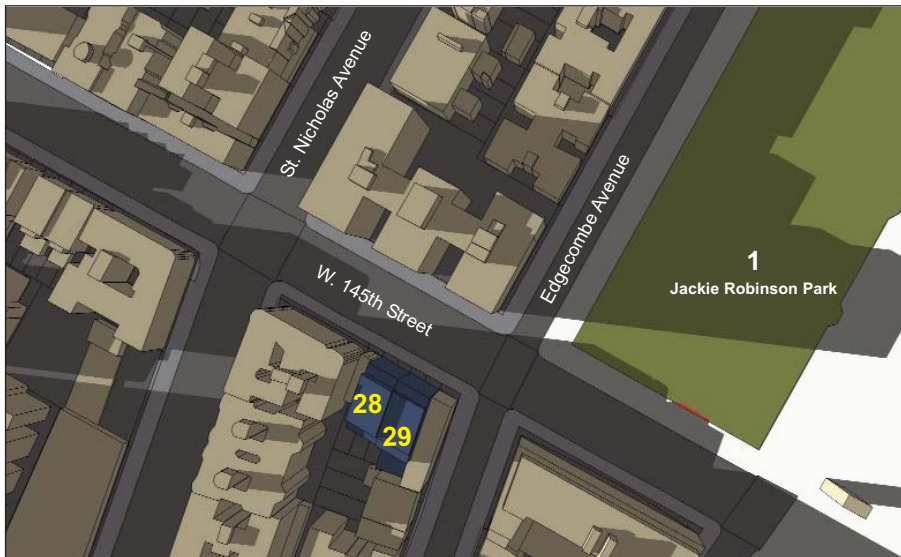 St. Nicholas Avenue
Edgecombe Avenue
1
Jackie Robinson Park
W. 145th Street
28
29